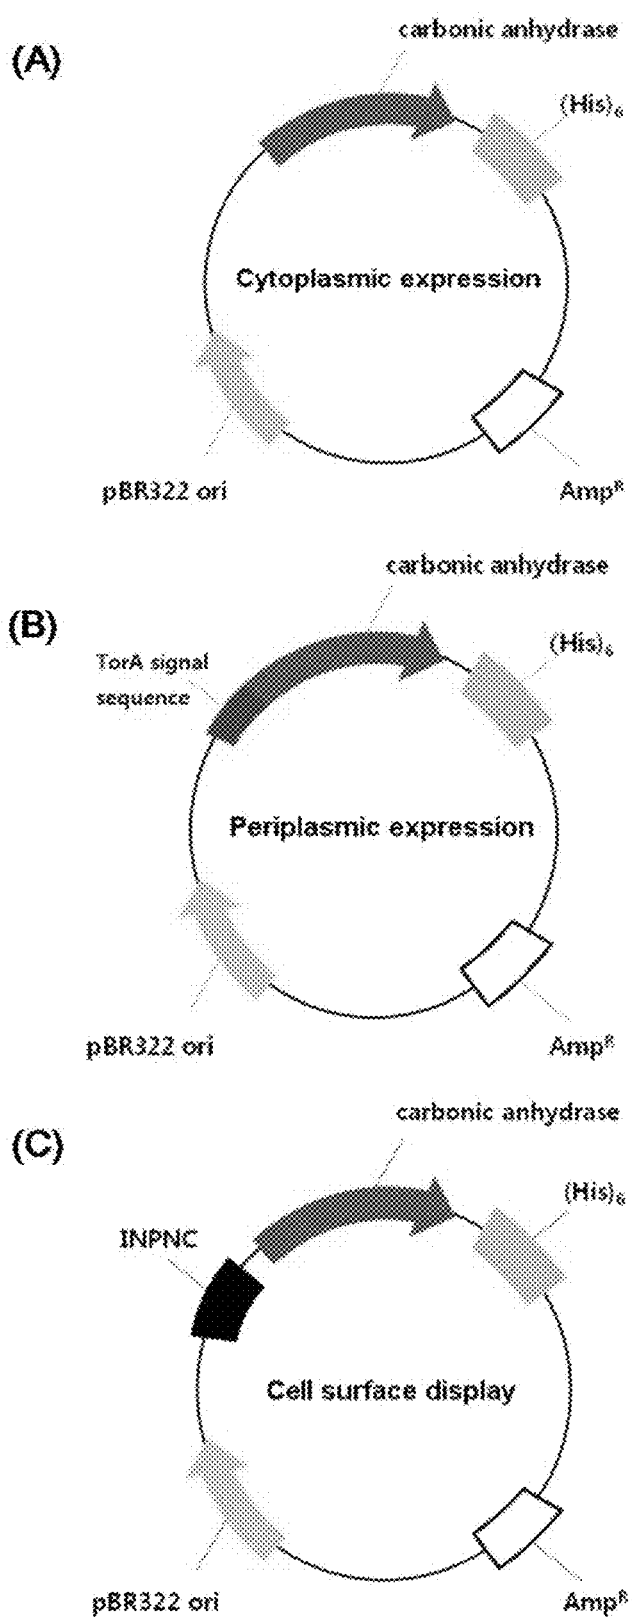 carbonic anhydrase
(A)
(His)₆
Cytoplasmic expression
pBR322 ori
Ampᴿ
carbonic anhydrase
(B)
(His)₆
TorA signal
sequence
Periplasmic expression
pBR322 ori
Ampᴿ
carbonic anhydrase
(C)
(His)₆
INPNC
Cell surface display
pBR322 ori
Ampᴿ